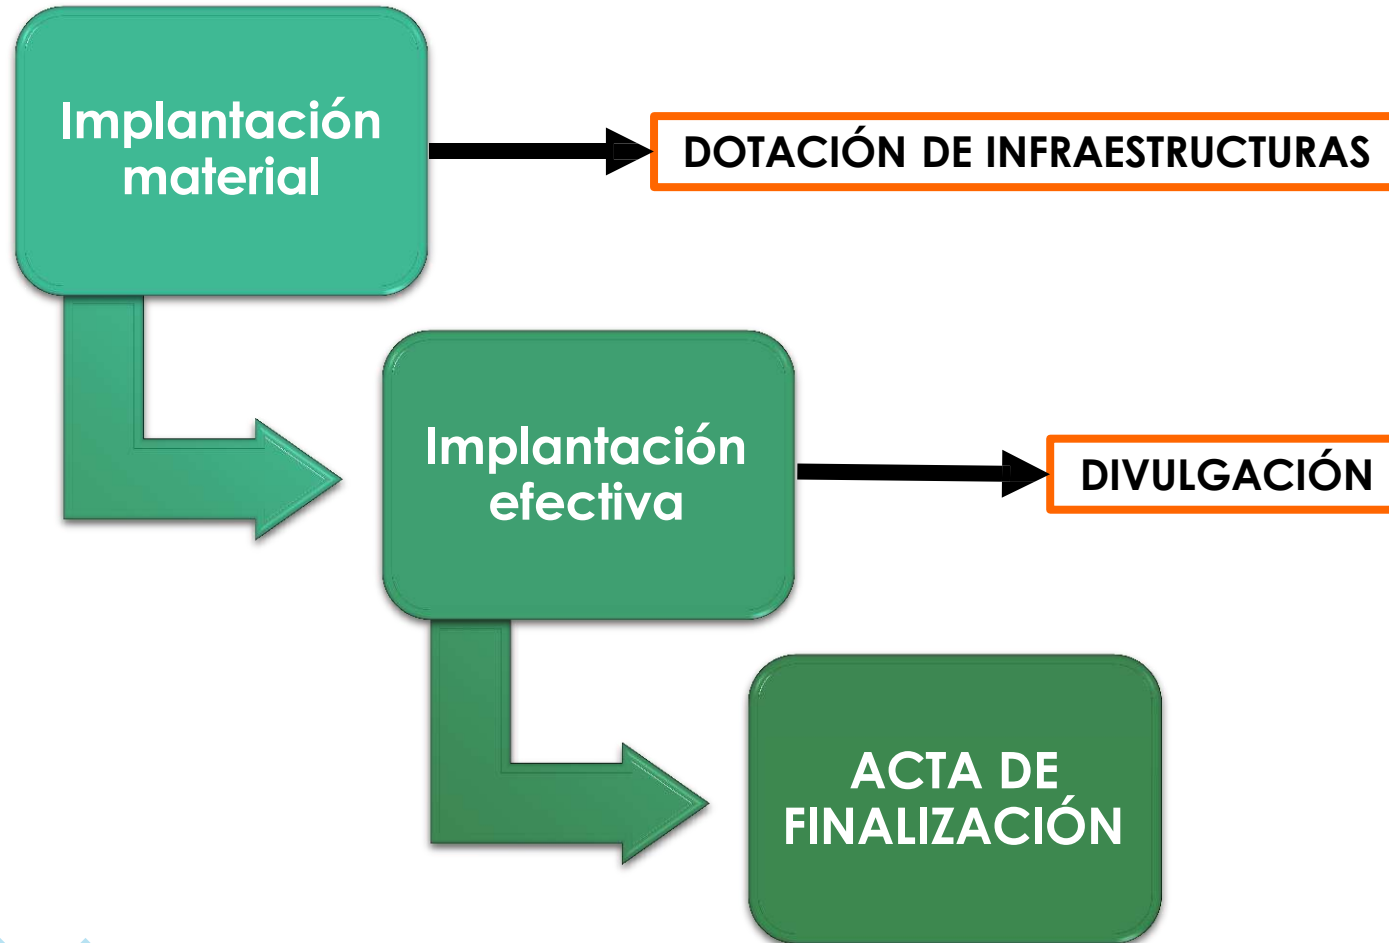 Implantación
material
DOTACIÓN DE INFRAESTRUCTURAS
Implantación
efectiva
DIVULGACIÓN
ACTA DE
FINALIZACIÓN